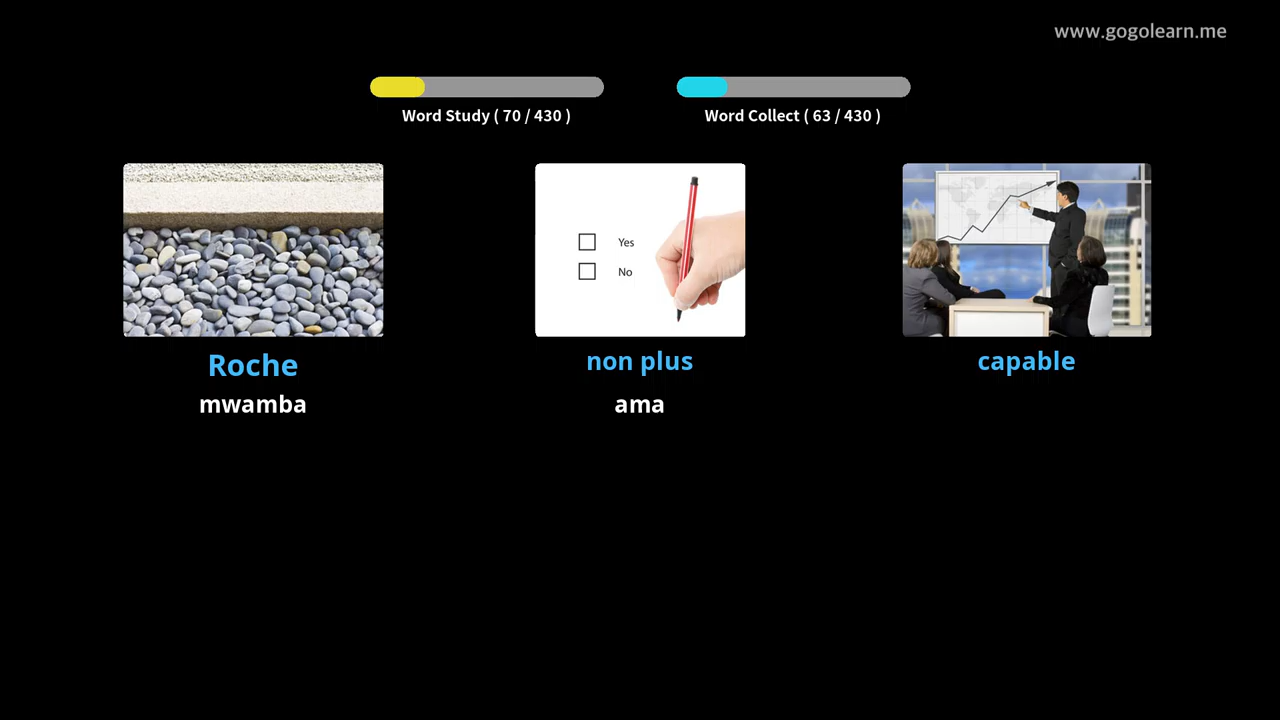 www.gogolearn.me
Word Study ( 70 / 430 )
Word Collect ( 63 / 430 )
Yes
No
Roche
non plus
capable
mwamba
ama